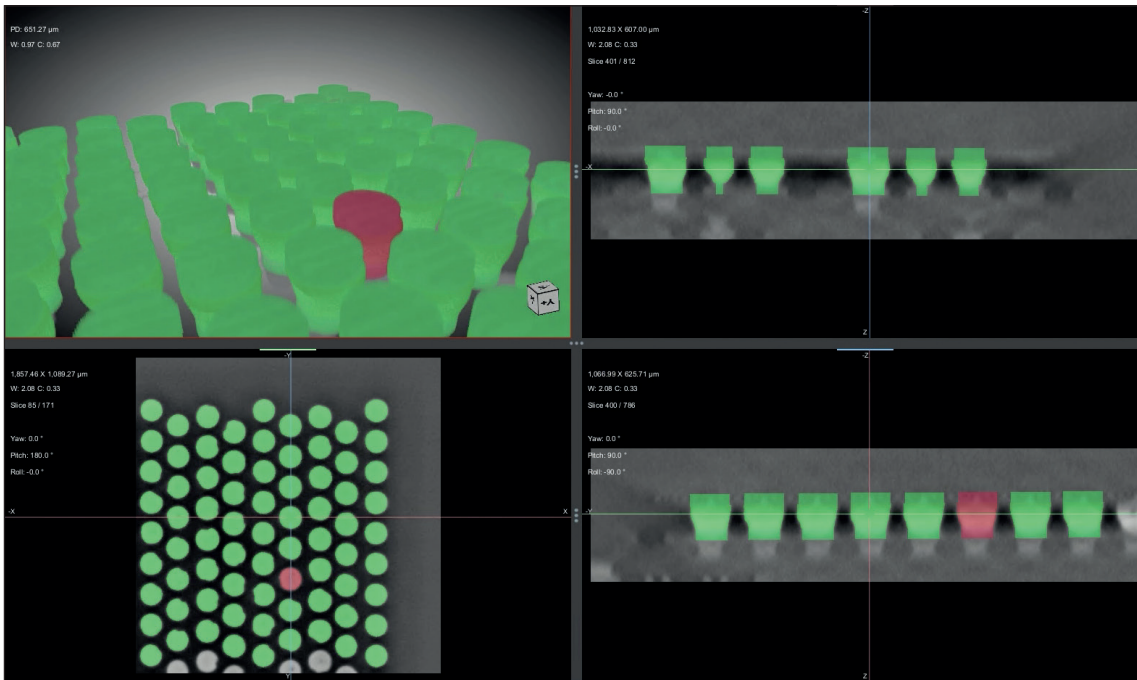 PD: 651.27 µm
W: 0.97 C: 0.67
1,032.83 X 607.00 µm
W: 2.08 C: 0.33
Slice 401 / 812
Yaw: -0.0 °
Pitch: 90.0 °
Roll: -0.0 °
-Z
-X
Z
+Y
1,857.46 X 1,089.27 µm
W: 2.08 C: 0.33
Slice 85 / 171
Yaw: 0.0 °
Pitch: 180.0 °
Roll: -0.0 °
-Y
-X
X
Y
1,066.99 X 625.71 µm
W: 2.08 C: 0.33
Slice 400 / 786
Yaw: 0.0 °
Pitch: 90.0 °
Roll: -90.0 °
-Z
-Y
Z